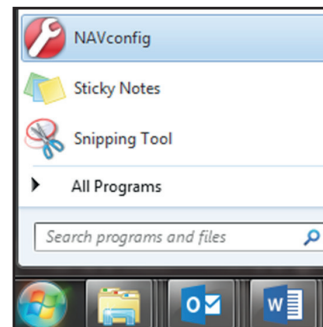 NAVconfig
Sticky Notes
Snipping Tool
All Programs
Search programs and files
O
W